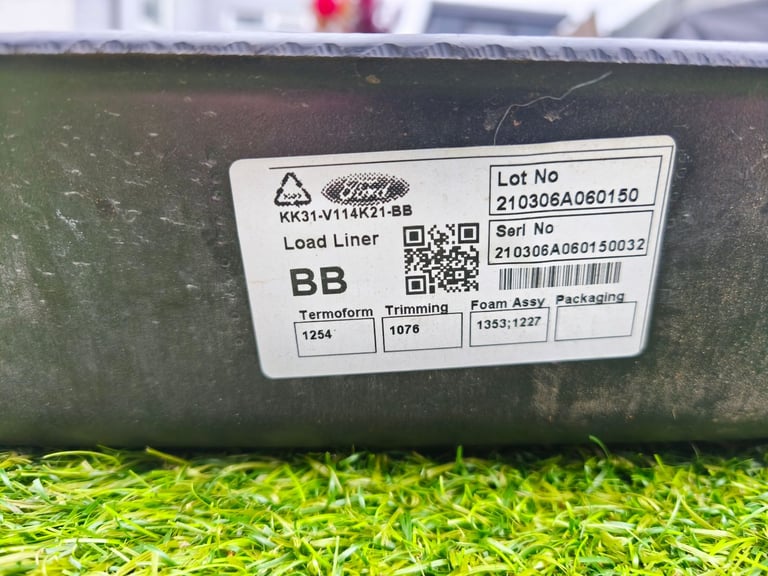 Ford
KK31-V114K21-BB
Load Liner
BB
Lot No
210306A060150
Serl No
210306A060150032
Termoform
1254
Trimming
1076
Foam Assy
1353;1227
Packaging